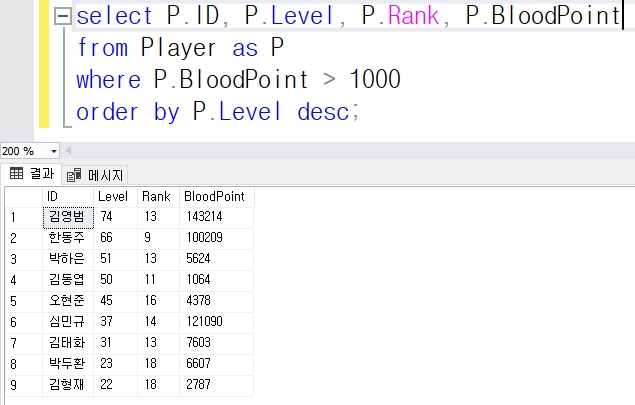 select P.ID, P.Level, P.Rank, P.BloodPoint
from Player as P
where P.BloodPoint > 1000
order by P.Level desc;
200 %
결과 메시지
ID Level Rank BloodPoint
1 김영범 74 13 143214
2 한동주 66 9 100209
3 박하은 51 13 5624
4 김동엽 50 11 1064
5 오현준 45 16 4378
6 심민규 37 14 121090
7 김태화 31 13 7603
8 박두환 23 18 6607
9 김형재 22 18 2787